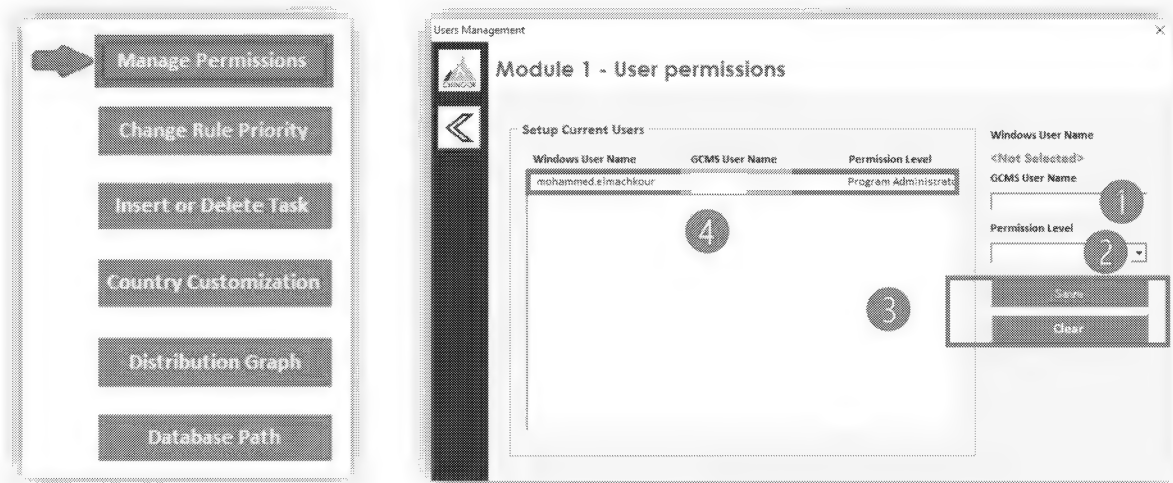 Manage Permissions
Change Rule Priority
Insert or Delete Task
Country Customization
Distribution Graph
Database Path
Users Management
Module 1 - User permissions
Setup Current Users
Windows User Name GCMS User Name Permission Level
mohammed.elmachkour Program Administrato
4
3
Windows User Name
<Not Selected>
GCMS User Name
1
Permission Level
2
Save
Clear